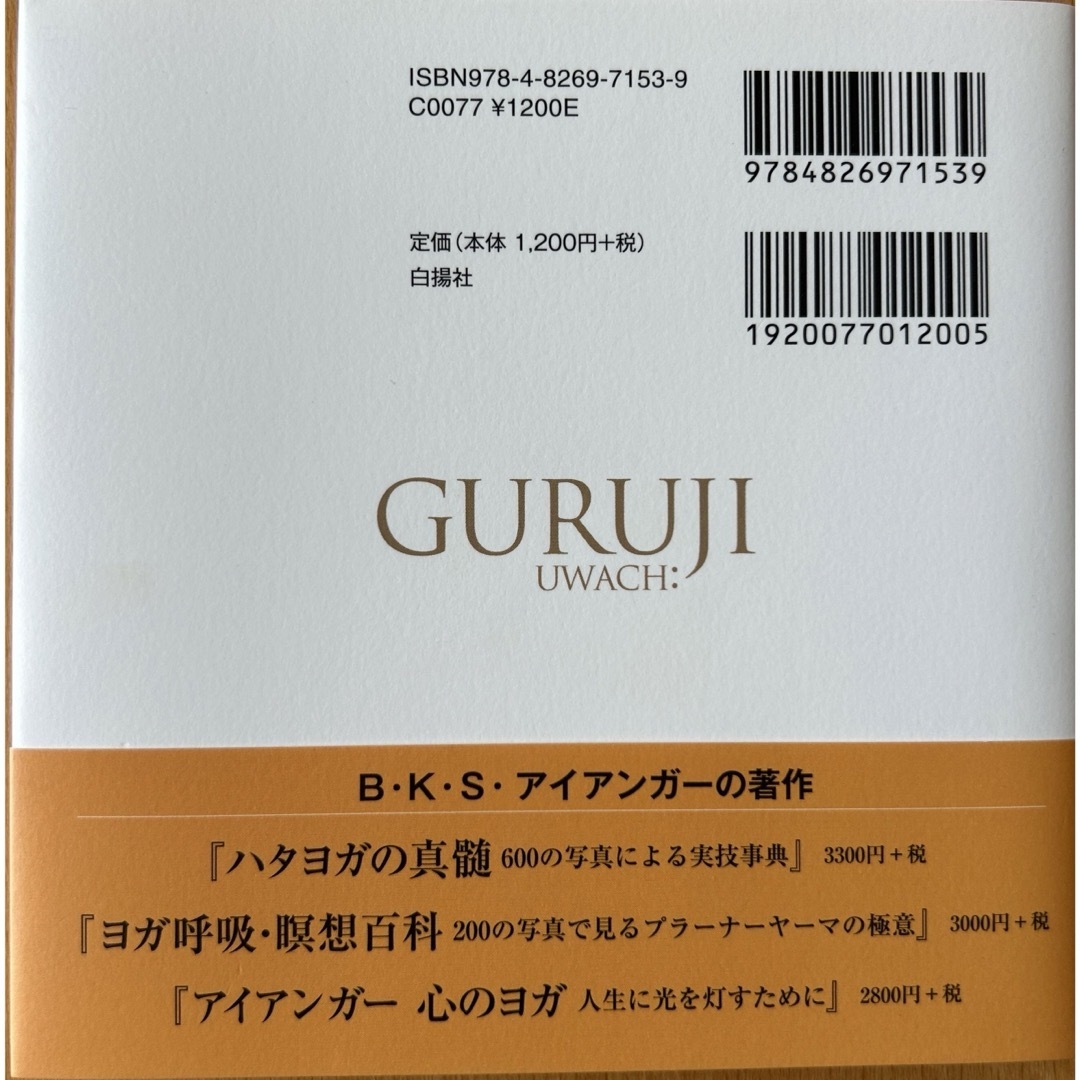 ISBN978-4-8269-7153-9
C0077 ¥1200E
9784826971539
定価(本体 1,200円+税)
白揚社
1920077012005
GURUJI
UWACH:
B・K・S・アイアンガーの著作
『ハタヨガの真髄 600の写真による実技事典』 3300円+税
『ヨガ呼吸・瞑想百科 200の写真で見るプラーナーヤーマの極意』 3000円+税
『アイアンガー 心のヨガ 人生に光を灯すために』 2800円+税